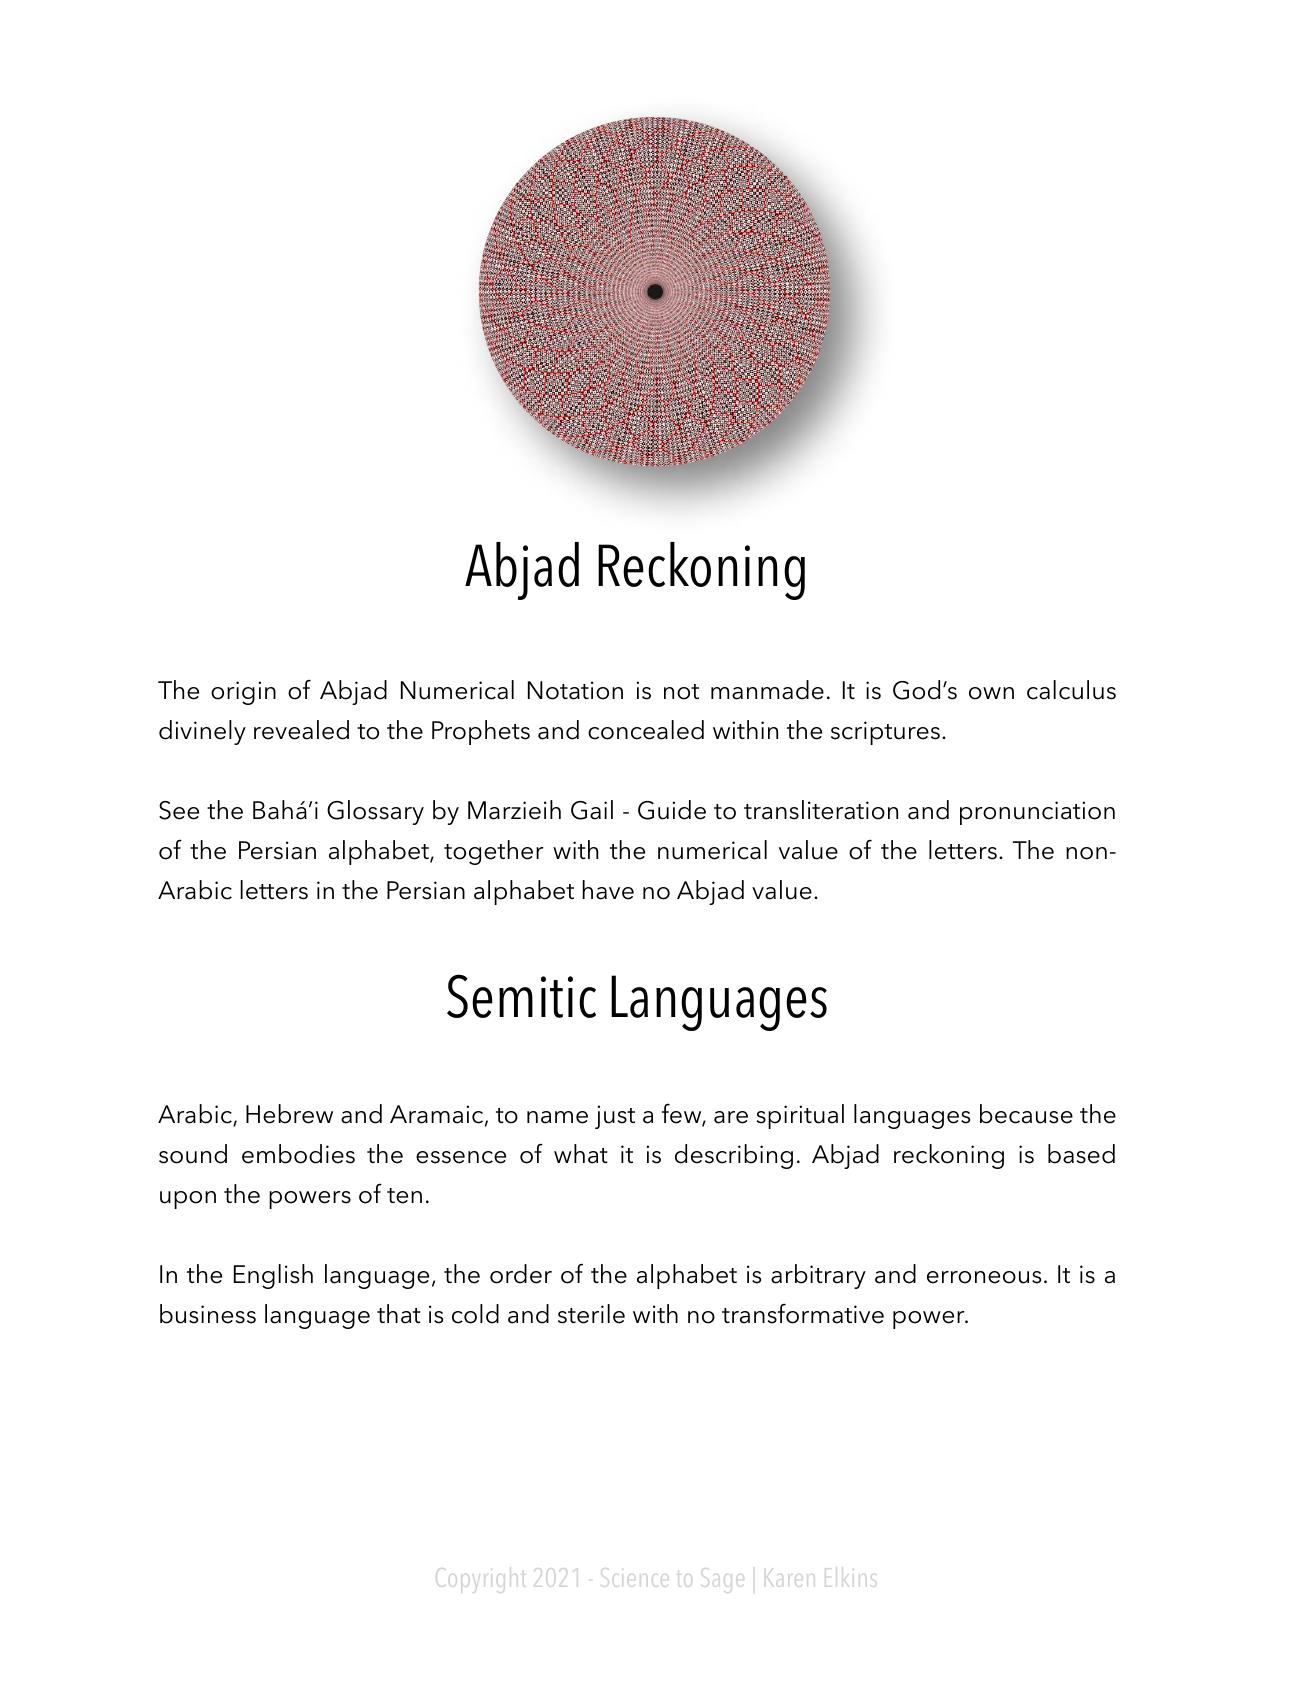 Abjad Reckoning
The origin of Abjad Numerical Notation is not manmade. It is God’s own calculus
divinely revealed to the Prophets and concealed within the scriptures.
See the Bahá’i Glossary by Marzieih Gail - Guide to transliteration and pronunciation
of the Persian alphabet, together with the numerical value of the letters. The non-
Arabic letters in the Persian alphabet have no Abjad value.
Semitic Languages
Arabic, Hebrew and Aramaic, to name just a few, are spiritual languages because the
sound embodies the essence of what it is describing. Abjad reckoning is based
upon the powers of ten.
In the English language, the order of the alphabet is arbitrary and erroneous. It is a
business language that is cold and sterile with no transformative power.
Copyright 2021 - Science to Sage | Karen Elkins